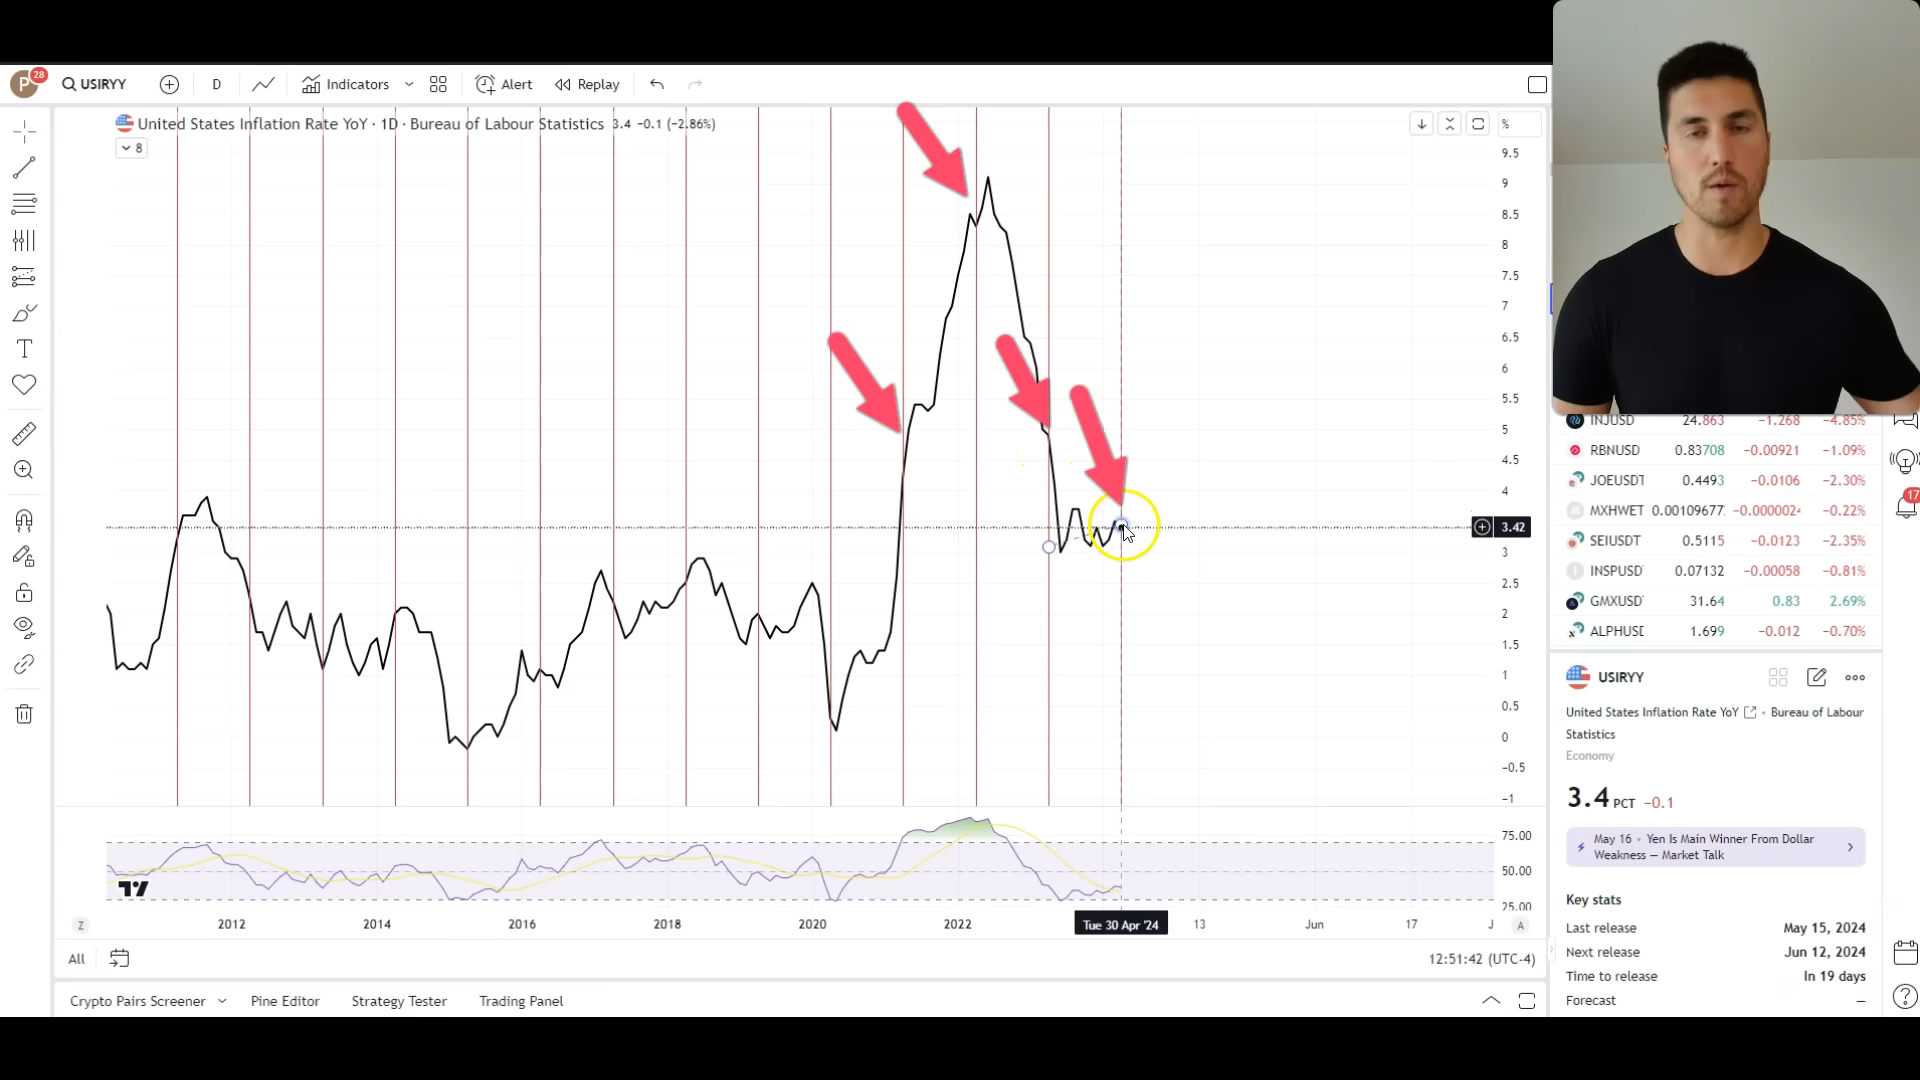 P
28
USIRYY
D
Indicators
Alert
Replay
United States Inflation Rate YoY · 1D · Bureau of Labour Statistics 3.4 −0.1 (−2.86%)
8
%
9.5
9
8.5
8
7.5
7
6.5
6
5.5
5
4.5
4
3.42
3
2.5
2
1.5
1
0.5
0
−0.5
−1
75.00
50.00
25.00
Z
2012
2014
2016
2018
2020
2022
Tue 30 Apr '24
13
Jun
17
J
A
All
12:51:42 (UTC-4)
Crypto Pairs Screener
Pine Editor
Strategy Tester
Trading Panel
INJUSD 24.863 −1.268 −4.85%
RBNUSD 0.83708 −0.00921 −1.09%
JOEUSDT 0.4493 −0.0106 −2.30%
MXHWET 0.00109677 −0.0000024 −0.22%
SEIUSDT 0.5115 −0.0123 −2.35%
INSPUSD 0.07132 −0.00058 −0.81%
GMXUSD 31.64 0.83 2.69%
ALPHUSD 1.699 −0.012 −0.70%
17
USIRYY
United States Inflation Rate YoY • Bureau of Labour
Statistics
Economy
3.4 PCT −0.1
May 16 • Yen Is Main Winner From Dollar
Weakness — Market Talk
Key stats
Last release May 15, 2024
Next release Jun 12, 2024
Time to release In 19 days
Forecast —